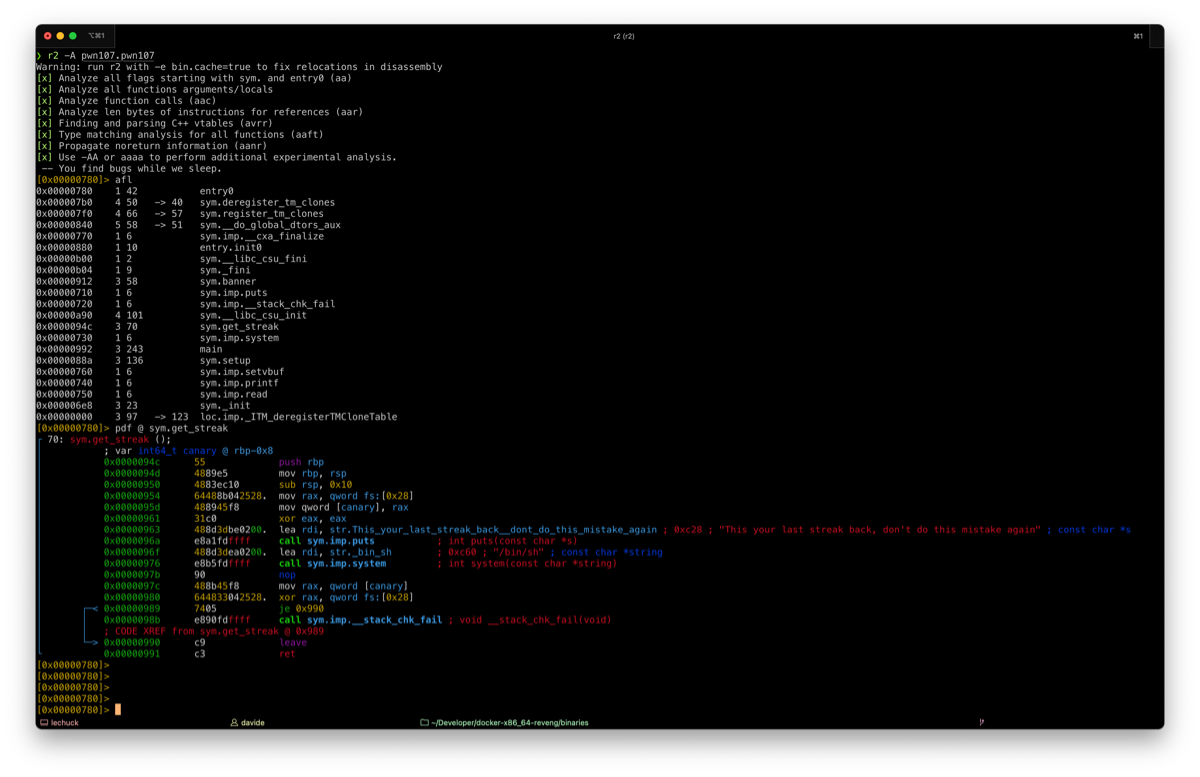 ⌥⌘1 r2 (r2) ⌘1
❯ r2 -A pwn107.pwn107
Warning: run r2 with -e bin.cache=true to fix relocations in disassembly
[x] Analyze all flags starting with sym. and entry0 (aa)
[x] Analyze all functions arguments/locals
[x] Analyze function calls (aac)
[x] Analyze len bytes of instructions for references (aar)
[x] Finding and parsing C++ vtables (avrr)
[x] Type matching analysis for all functions (aaft)
[x] Propagate noreturn information (aanr)
[x] Use -AA or aaaa to perform additional experimental analysis.
 -- You find bugs while we sleep.
[0x00000780]> afl
0x00000780    1 42           entry0
0x000007b0    4 50   -> 40   sym.deregister_tm_clones
0x000007f0    4 66   -> 57   sym.register_tm_clones
0x00000840    5 58   -> 51   sym.__do_global_dtors_aux
0x00000770    1 6            sym.imp.__cxa_finalize
0x00000880    1 10           entry.init0
0x00000b00    1 2            sym.__libc_csu_fini
0x00000b04    1 9            sym._fini
0x00000912    3 58           sym.banner
0x00000710    1 6            sym.imp.puts
0x00000720    1 6            sym.imp.__stack_chk_fail
0x00000a90    4 101          sym.__libc_csu_init
0x0000094c    3 70           sym.get_streak
0x00000730    1 6            sym.imp.system
0x00000992    3 243          main
0x0000088a    3 136          sym.setup
0x00000760    1 6            sym.imp.setvbuf
0x00000740    1 6            sym.imp.printf
0x00000750    1 6            sym.imp.read
0x000006e8    3 23           sym._init
0x00000000    3 97   -> 123  loc.imp._ITM_deregisterTMCloneTable
[0x00000780]> pdf @ sym.get_streak
70: sym.get_streak ();
; var int64_t canary @ rbp-0x8
0x0000094c      55             push rbp
0x0000094d      4889e5         mov rbp, rsp
0x00000950      4883ec10       sub rsp, 0x10
0x00000954      64488b042528.  mov rax, qword fs:[0x28]
0x0000095d      488945f8       mov qword [canary], rax
0x00000961      31c0           xor eax, eax
0x00000963      488d3dbe0200.  lea rdi, str.This_your_last_streak_back__dont_do_this_mistake_again ; 0xc28 ; "This your last streak back, don't do this mistake again" ; const char *s
0x0000096a      e8a1fdffff     call sym.imp.puts           ; int puts(const char *s)
0x0000096f      488d3dea0200.  lea rdi, str._bin_sh        ; 0xc60 ; "/bin/sh" ; const char *string
0x00000976      e8b5fdffff     call sym.imp.system         ; int system(const char *string)
0x0000097b      90             nop
0x0000097c      488b45f8       mov rax, qword [canary]
0x00000980      644833042528.  xor rax, qword fs:[0x28]
0x00000989      7405           je 0x990
0x0000098b      e890fdffff     call sym.imp.__stack_chk_fail ; void __stack_chk_fail(void)
; CODE XREF from sym.get_streak @ 0x989
0x00000990      c9             leave
0x00000991      c3             ret
[0x00000780]>
[0x00000780]>
[0x00000780]>
[0x00000780]>
[0x00000780]>
lechuck davide ~/Developer/docker-x86_64-reveng/binaries